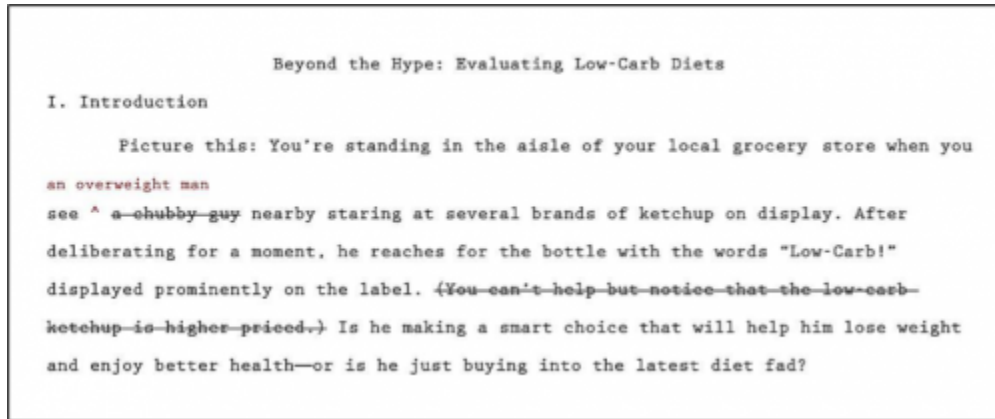 Beyond the Hype: Evaluating Low-Carb Diets
I. Introduction
Picture this: You're standing in the aisle of your local grocery store when you
an overweight man
see ^ a chubby guy nearby staring at several brands of ketchup on display. After
deliberating for a moment, he reaches for the bottle with the words “Low-Carb!”
displayed prominently on the label. (You can't help but notice that the low-carb
ketchup is higher priced.) Is he making a smart choice that will help him lose weight
and enjoy better health—or is he just buying into the latest diet fad?